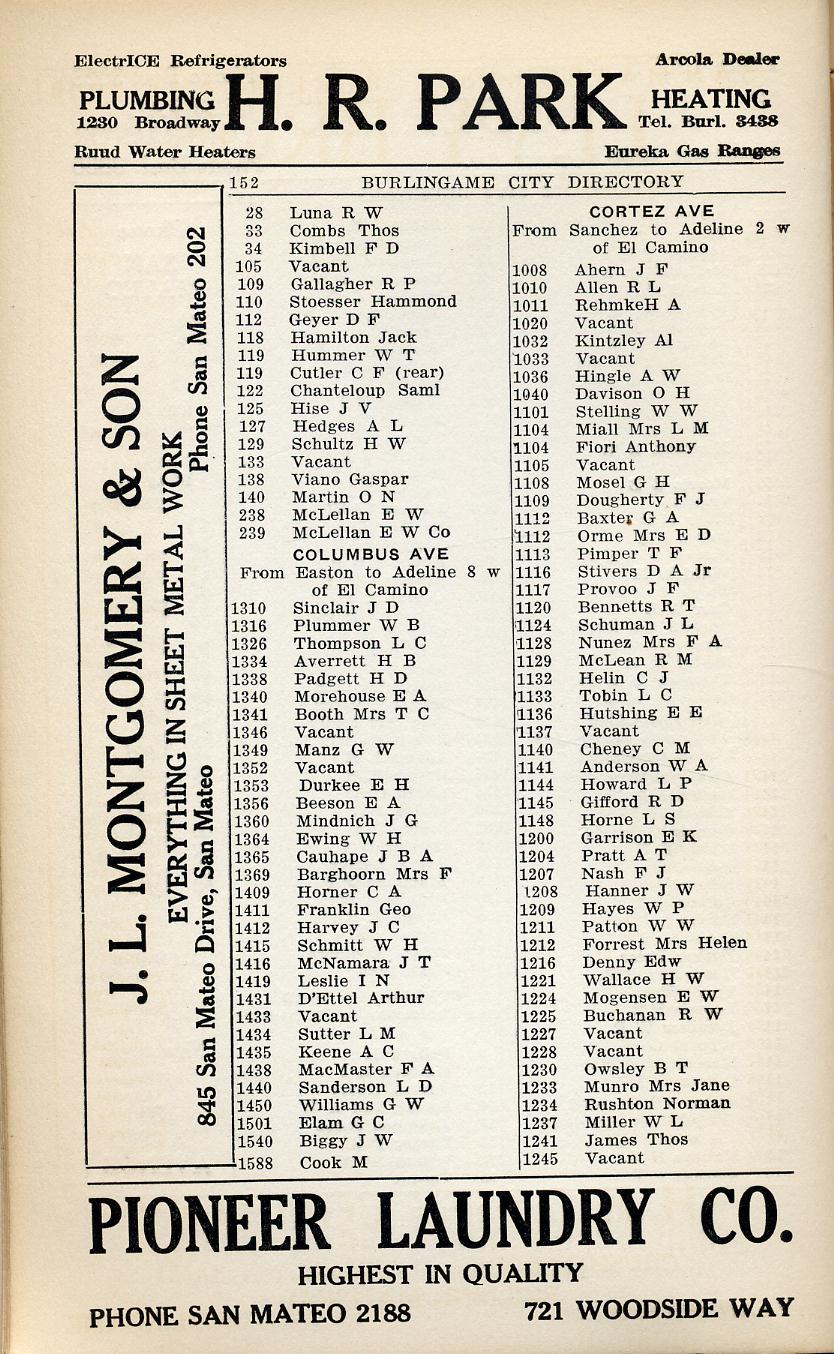 ElectrICE Refrigerators Arcola Dealer
PLUMBING H. R. PARK HEATING
1230 Broadway Tel. Burl. 3438
Ruud Water Heaters Eureka Gas Ranges
152 BURLINGAME CITY DIRECTORY
J. L. MONTGOMERY & SON
EVERYTHING IN SHEET METAL WORK
845 San Mateo Drive, San Mateo Phone San Mateo 202
28 Luna R W
33 Combs Thos
34 Kimbell F D
105 Vacant
109 Gallagher R P
110 Stoesser Hammond
112 Geyer D F
118 Hamilton Jack
119 Hummer W T
119 Cutler C F (rear)
122 Chanteloup Saml
125 Hise J V
127 Hedges A L
129 Schultz H W
133 Vacant
138 Viano Gaspar
140 Martin O N
238 McLellan E W
239 McLellan E W Co
COLUMBUS AVE
From Easton to Adeline 8 w
of El Camino
1310 Sinclair J D
1316 Plummer W B
1326 Thompson L C
1334 Averrett H B
1338 Padgett H D
1340 Morehouse E A
1341 Booth Mrs T C
1346 Vacant
1349 Manz G W
1352 Vacant
1353 Durkee E H
1356 Beeson E A
1360 Mindnich J G
1364 Ewing W H
1365 Cauhape J B A
1369 Barghoorn Mrs F
1409 Horner C A
1411 Franklin Geo
1412 Harvey J C
1415 Schmitt W H
1416 McNamara J T
1419 Leslie I N
1431 D'Ettel Arthur
1433 Vacant
1434 Sutter L M
1435 Keene A C
1438 MacMaster F A
1440 Sanderson L D
1450 Williams G W
1501 Elam G C
1540 Biggy J W
1588 Cook M
CORTEZ AVE
From Sanchez to Adeline 2 w
of El Camino
1008 Ahern J F
1010 Allen R L
1011 RehmkeH A
1020 Vacant
1032 Kintzley Al
1033 Vacant
1036 Hingle A W
1040 Davison O H
1101 Stelling W W
1104 Miall Mrs L M
1104 Fiori Anthony
1105 Vacant
1108 Mosel G H
1109 Dougherty F J
1112 Baxter G A
1112 Orme Mrs E D
1113 Pimper T F
1116 Stivers D A Jr
1117 Provoo J F
1120 Bennetts R T
1124 Schuman J L
1128 Nunez Mrs F A
1129 McLean R M
1132 Helin C J
1133 Tobin L C
1136 Hutshing E E
1137 Vacant
1140 Cheney C M
1141 Anderson W A
1144 Howard L P
1145 Gifford R D
1148 Horne L S
1200 Garrison E K
1204 Pratt A T
1207 Nash F J
1208 Hanner J W
1209 Hayes W P
1211 Patton W W
1212 Forrest Mrs Helen
1216 Denny Edw
1221 Wallace H W
1224 Mogensen E W
1225 Buchanan R W
1227 Vacant
1228 Vacant
1230 Owsley B T
1233 Munro Mrs Jane
1234 Rushton Norman
1237 Miller W L
1241 James Thos
1245 Vacant
PIONEER LAUNDRY CO.
HIGHEST IN QUALITY
PHONE SAN MATEO 2188 721 WOODSIDE WAY